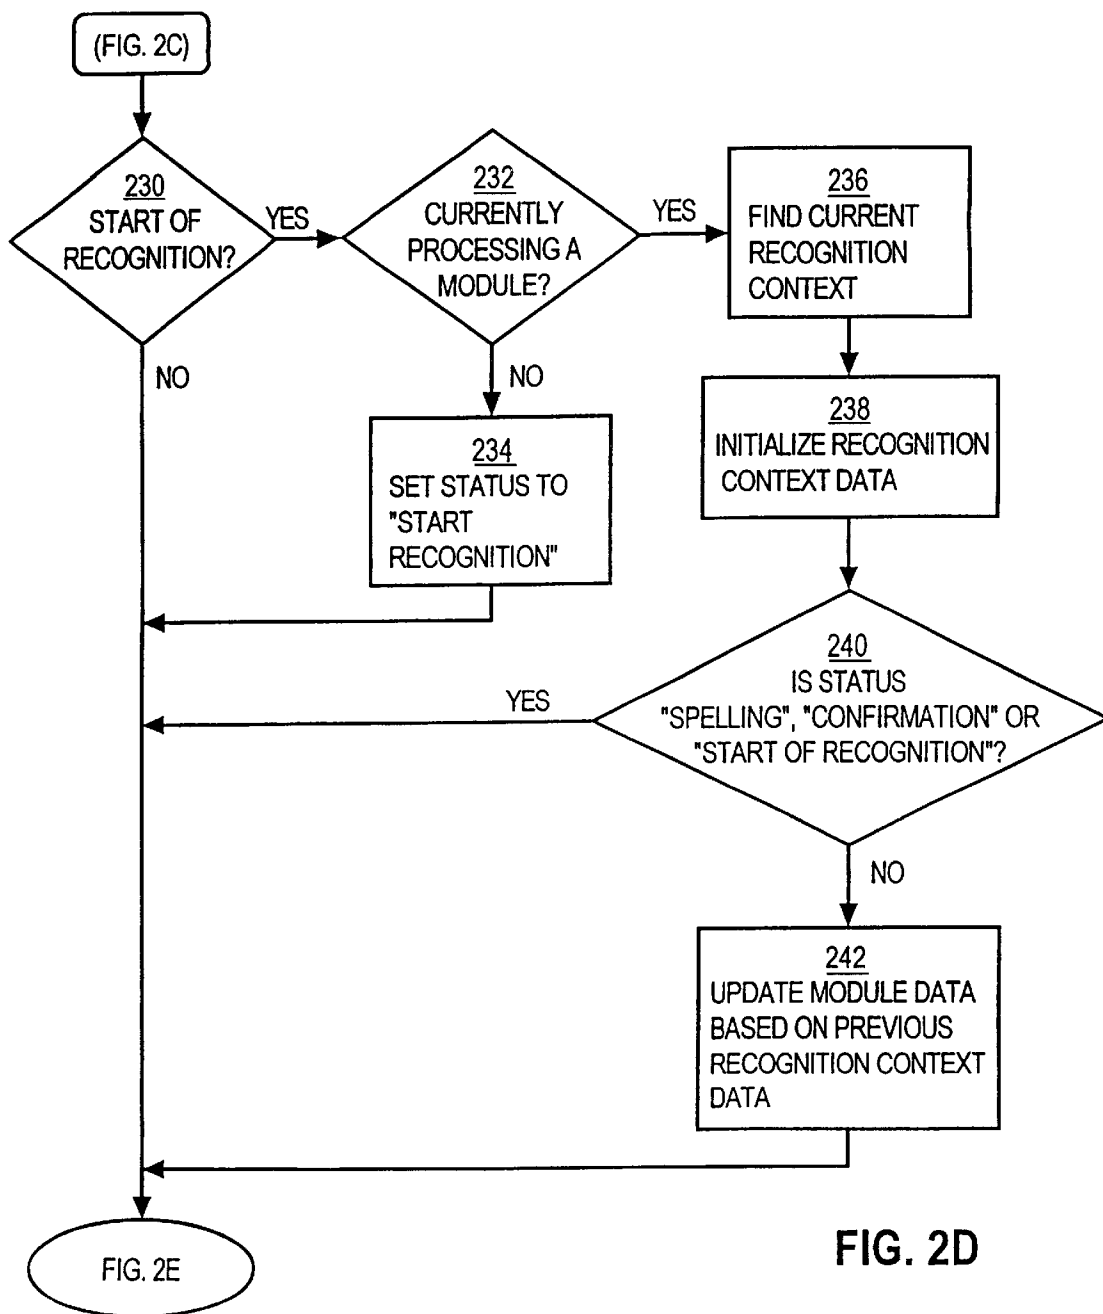 (FIG. 2C)
230
START OF
RECOGNITION?
YES
NO
232
CURRENTLY
PROCESSING A
MODULE?
YES
NO
234
SET STATUS TO
"START
RECOGNITION"
236
FIND CURRENT
RECOGNITION
CONTEXT
238
INITIALIZE RECOGNITION
CONTEXT DATA
240
IS STATUS
"SPELLING", "CONFIRMATION" OR
"START OF RECOGNITION"?
YES
NO
242
UPDATE MODULE DATA
BASED ON PREVIOUS
RECOGNITION CONTEXT
DATA
FIG. 2E
FIG. 2D